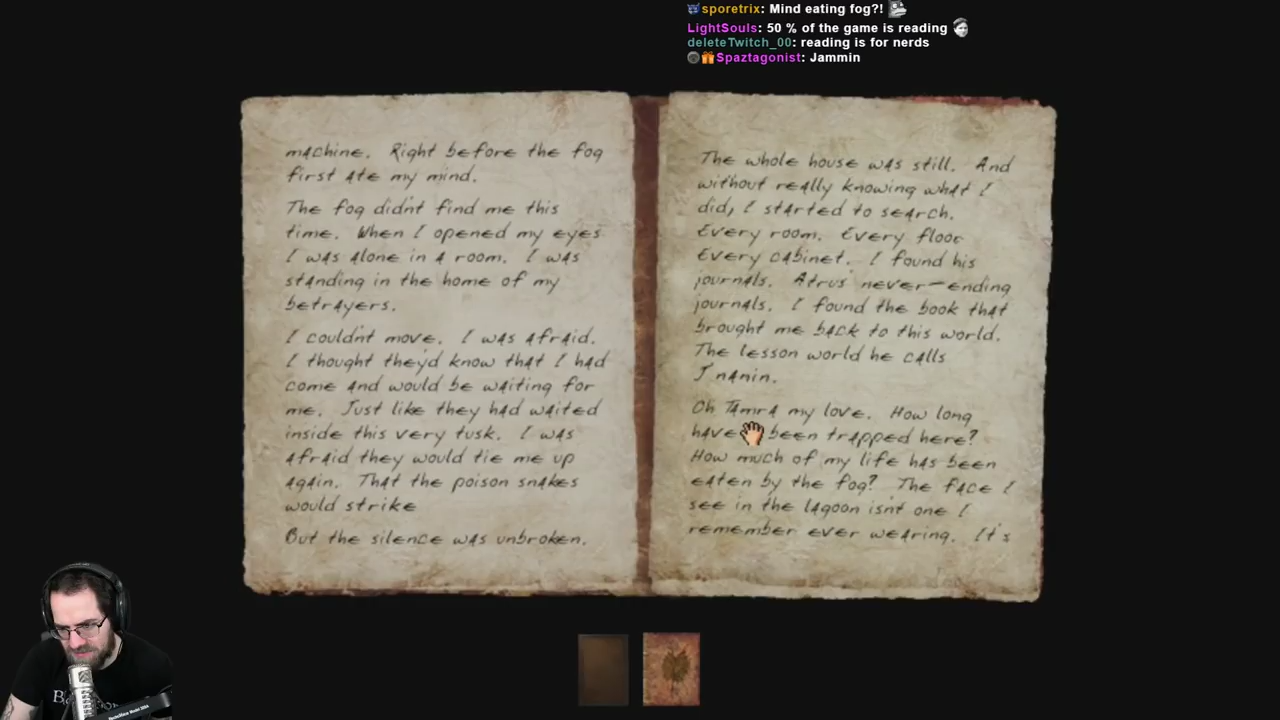 sporetrix: Mind eating fog?!
LightSouls: 50 % of the game is reading
deleteTwitch_00: reading is for nerds
Spaztagonist: Jammin
machine. Right before the fog
first ate my mind.
The fog didn't find me this
time. When I opened my eyes
I was alone in a room. I was
standing in the home of my
betrayers.
I couldn't move. I was afraid.
I thought they'd know that I had
come and would be waiting for
me. Just like they had waited
inside this very tusk. I was
afraid they would tie me up
again. That the poison snakes
would strike
But the silence was unbroken.
The whole house was still. And
without really knowing what I
did, I started to search.
Every room. Every floor
Every cabinet. I found his
journals. Atrus' never-ending
journals. I found the book that
brought me back to this world.
The lesson world he calls
J'nanin.
Oh Tamra my love. How long
have been trapped here?
How much of my life has been
eaten by the fog? The face I
see in the lagoon isn't one I
remember ever wearing. It's